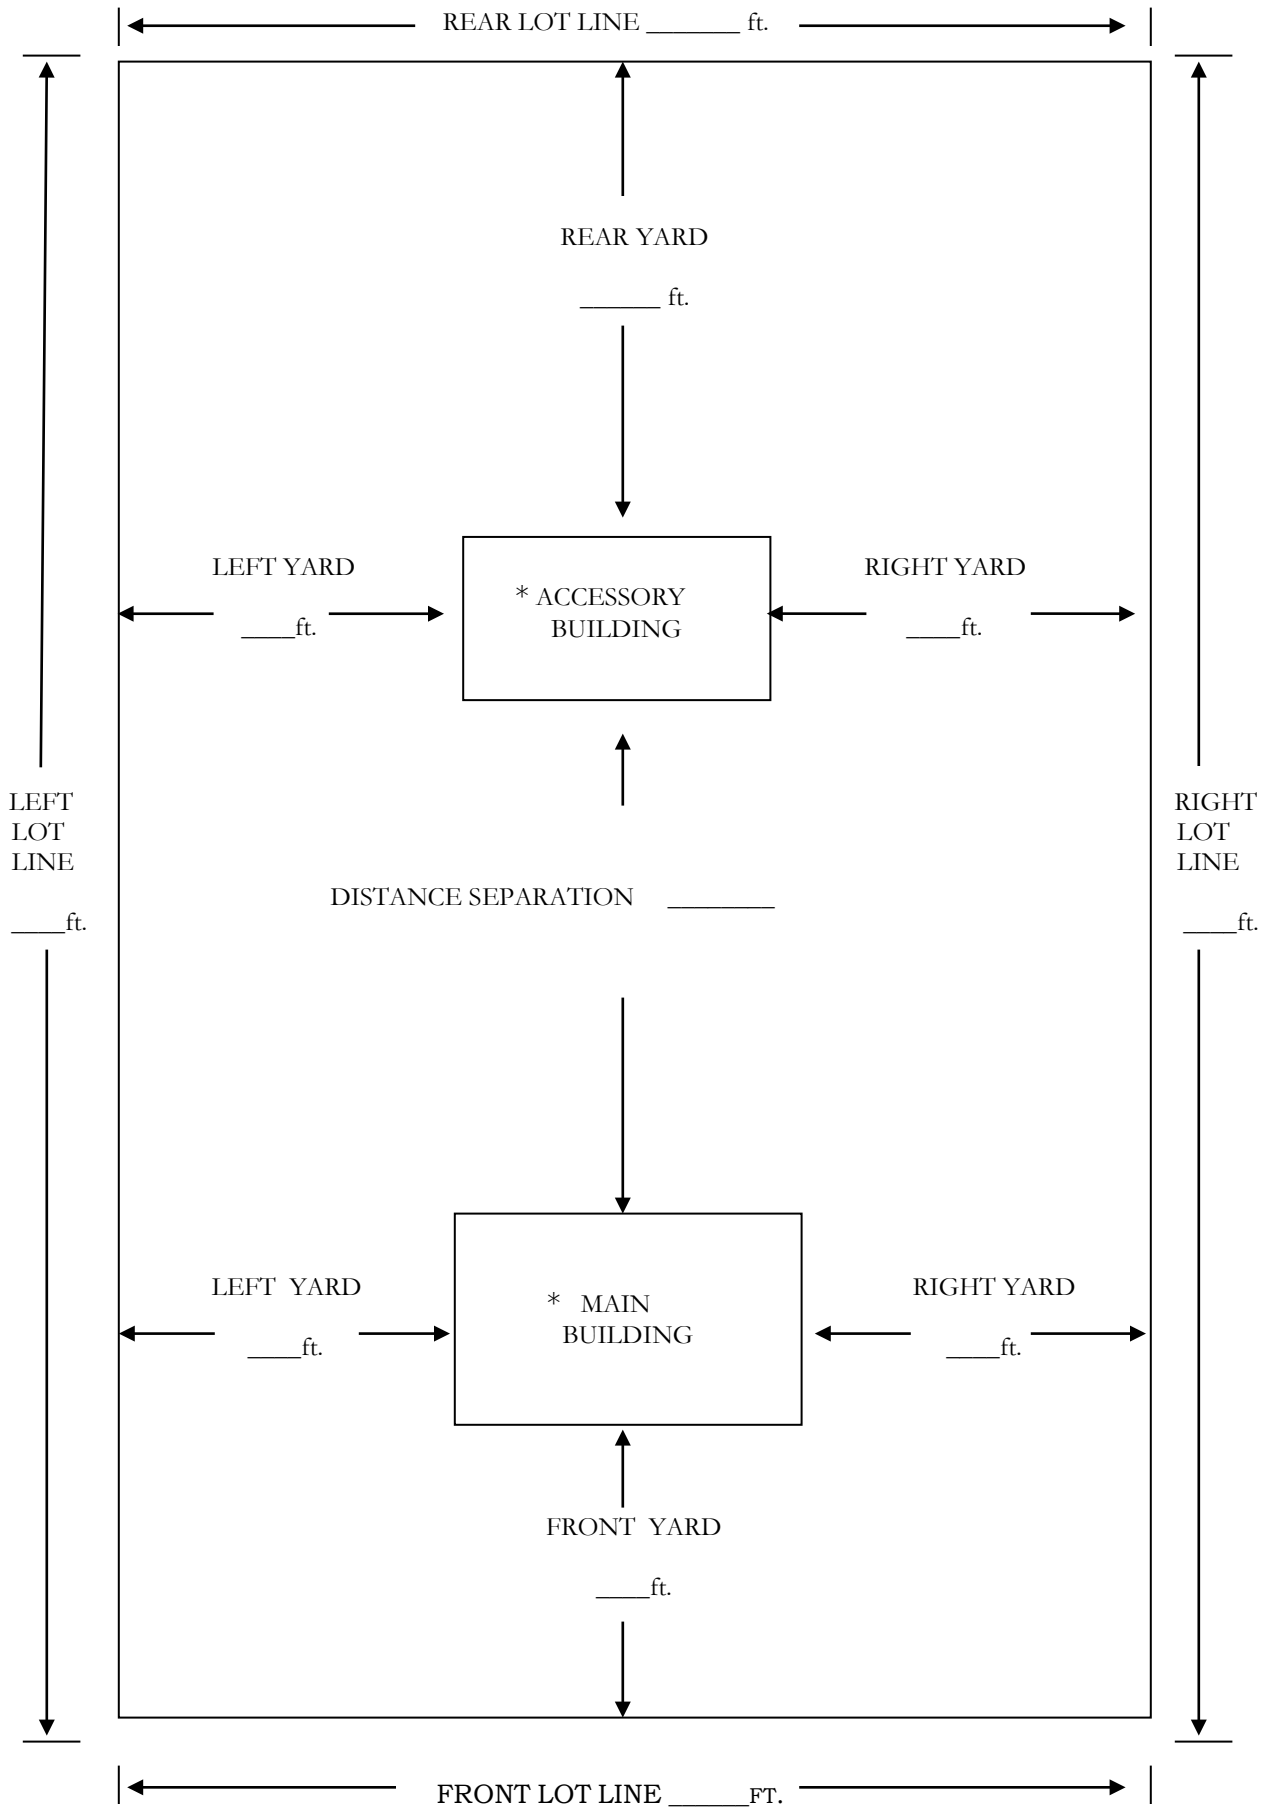 REAR LOT LINE _______ ft.
REAR YARD
______ ft.
LEFT YARD
____ft.
* ACCESSORY
BUILDING
RIGHT YARD
____ft.
LEFT
LOT
LINE
____ft.
DISTANCE SEPARATION ________
RIGHT
LOT
LINE
____ft.
LEFT YARD
____ft.
* MAIN
BUILDING
RIGHT YARD
____ft.
FRONT YARD
____ft.
FRONT LOT LINE ______FT.